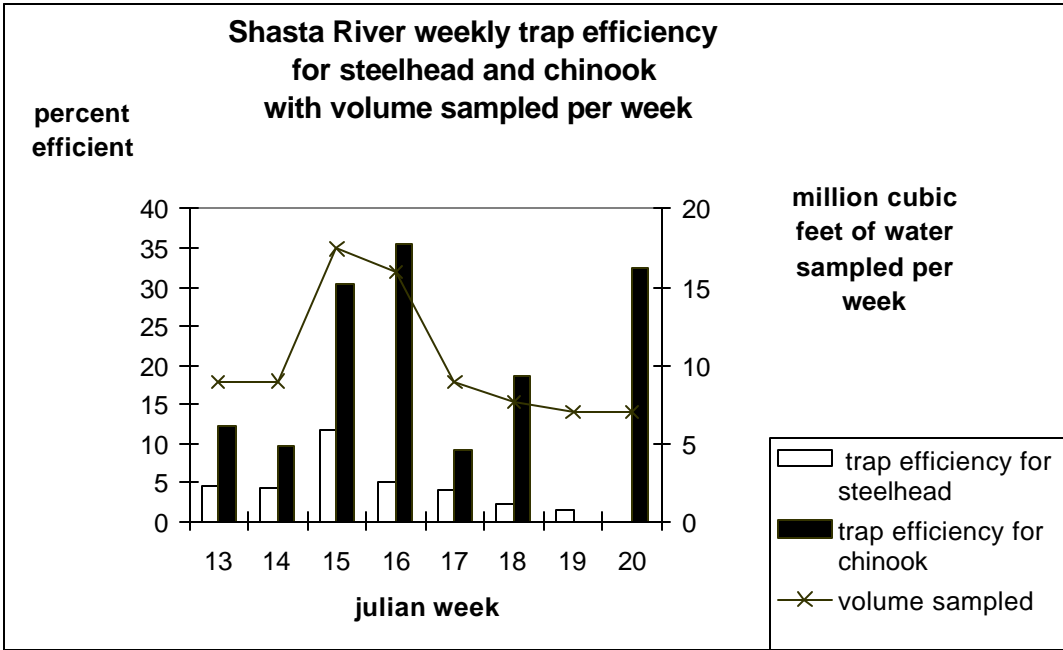 Shasta River weekly trap efficiency
for steelhead and chinook
with volume sampled per week
percent
efficient
million cubic
feet of water
sampled per
week
40
35
30
25
20
15
10
5
0
20
15
10
5
0
13 14 15 16 17 18 19 20
julian week
trap efficiency for
steelhead
trap efficiency for
chinook
volume sampled